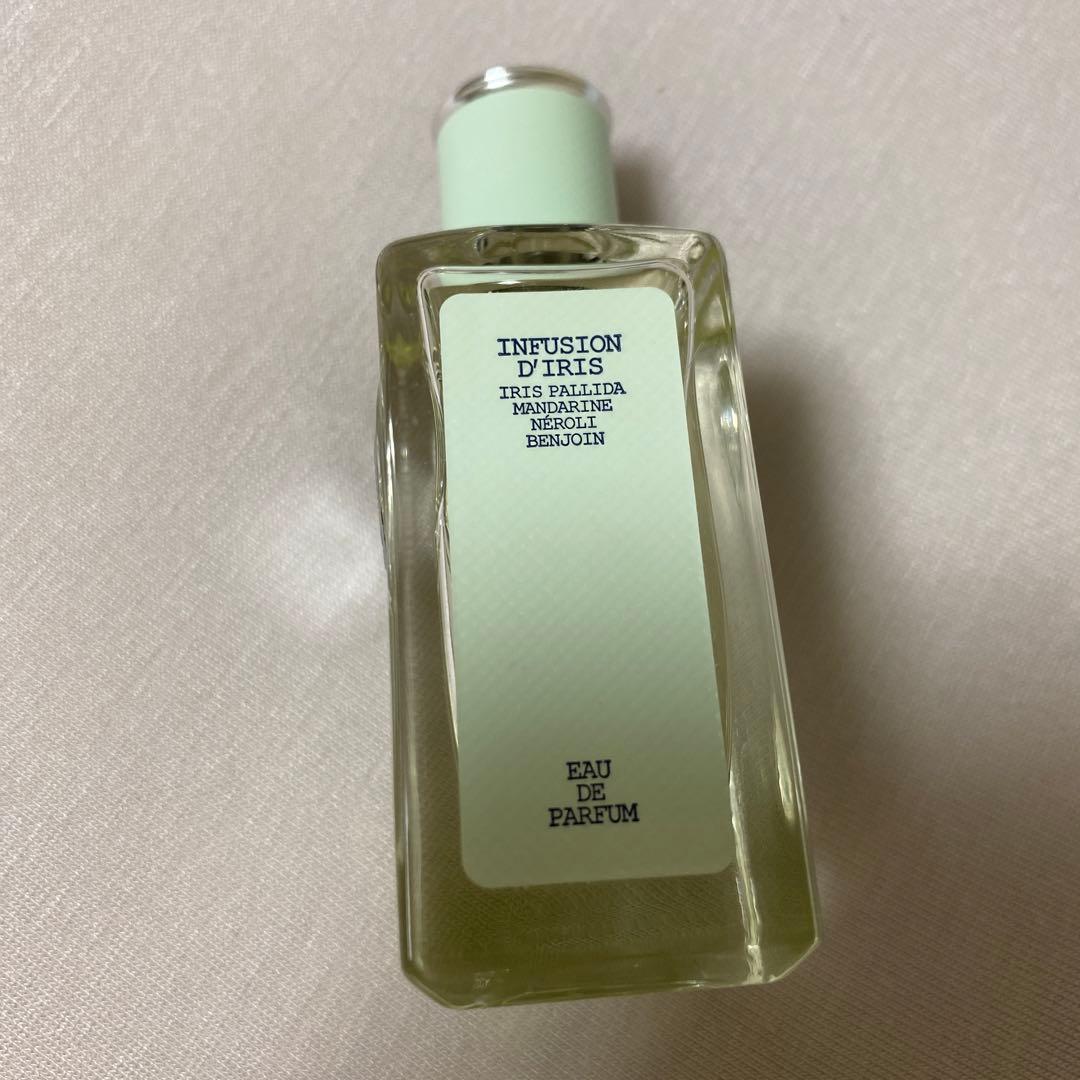 INFUSION
D'IRIS
IRIS PALLIDA
MANDARINE
NÉROLI
BENJOIN
EAU
DE
PARFUM